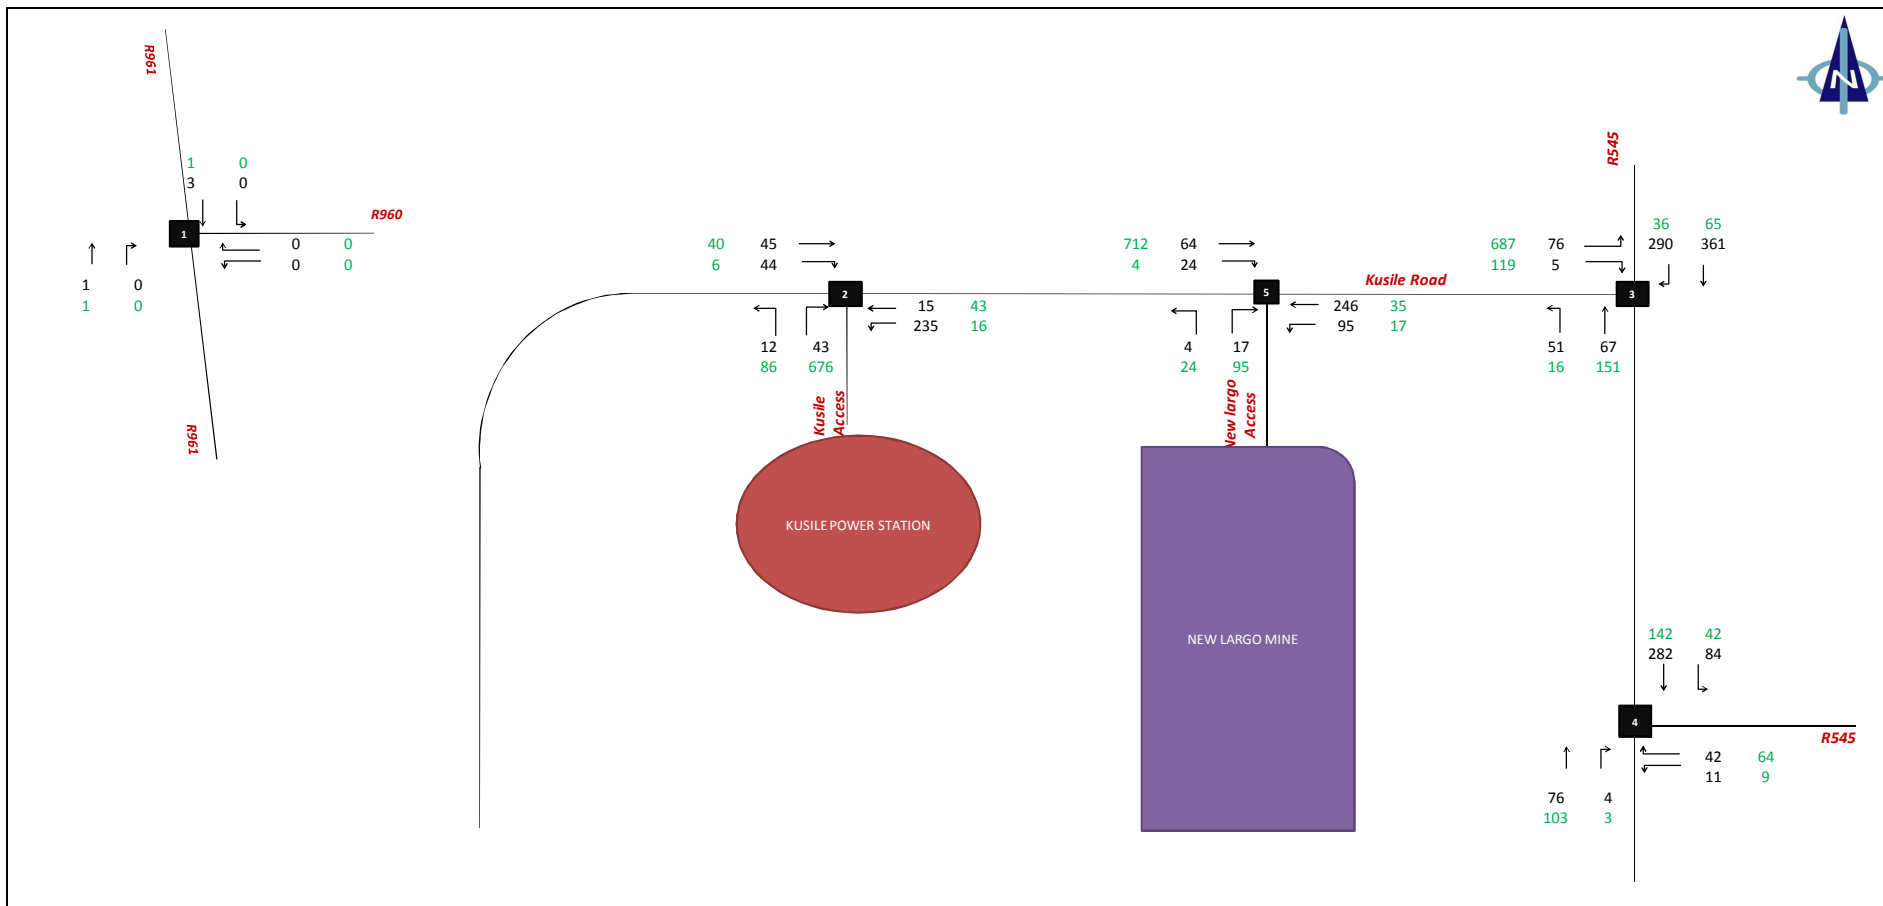 N
R961
R545
1 0
3 0
R960
1
0 0
0 0
1 0
1 0
36 65
290 361
40 45
6 44
712 64
4 24
687 76
119 5
Kusile Road
2
5
3
15 43
235 16
246 35
95 17
12 43
86 676
4 17
24 95
51 67
16 151
Kusile
Access
New largo
Access
R961
KUSILE POWER STATION
NEW LARGO MINE
142 42
282 84
4
R545
42 64
11 9
76 4
103 3